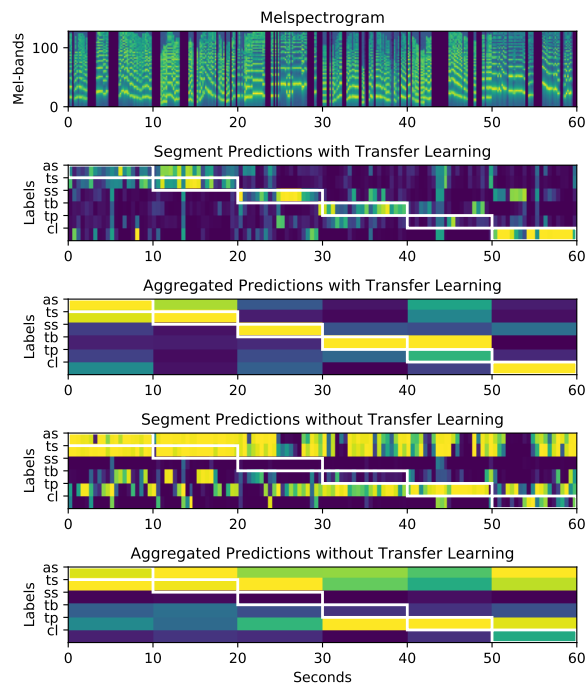 Melspectrogram
Mel-bands
100
0
0 10 20 30 40 50 60
Segment Predictions with Transfer Learning
Labels
as
ts
ss
tb
tp
cl
0 10 20 30 40 50 60
Aggregated Predictions with Transfer Learning
Labels
as
ts
ss
tb
tp
cl
0 10 20 30 40 50 60
Segment Predictions without Transfer Learning
Labels
as
ts
ss
tb
tp
cl
0 10 20 30 40 50 60
Aggregated Predictions without Transfer Learning
Labels
as
ts
ss
tb
tp
cl
0 10 20 30 40 50 60
Seconds